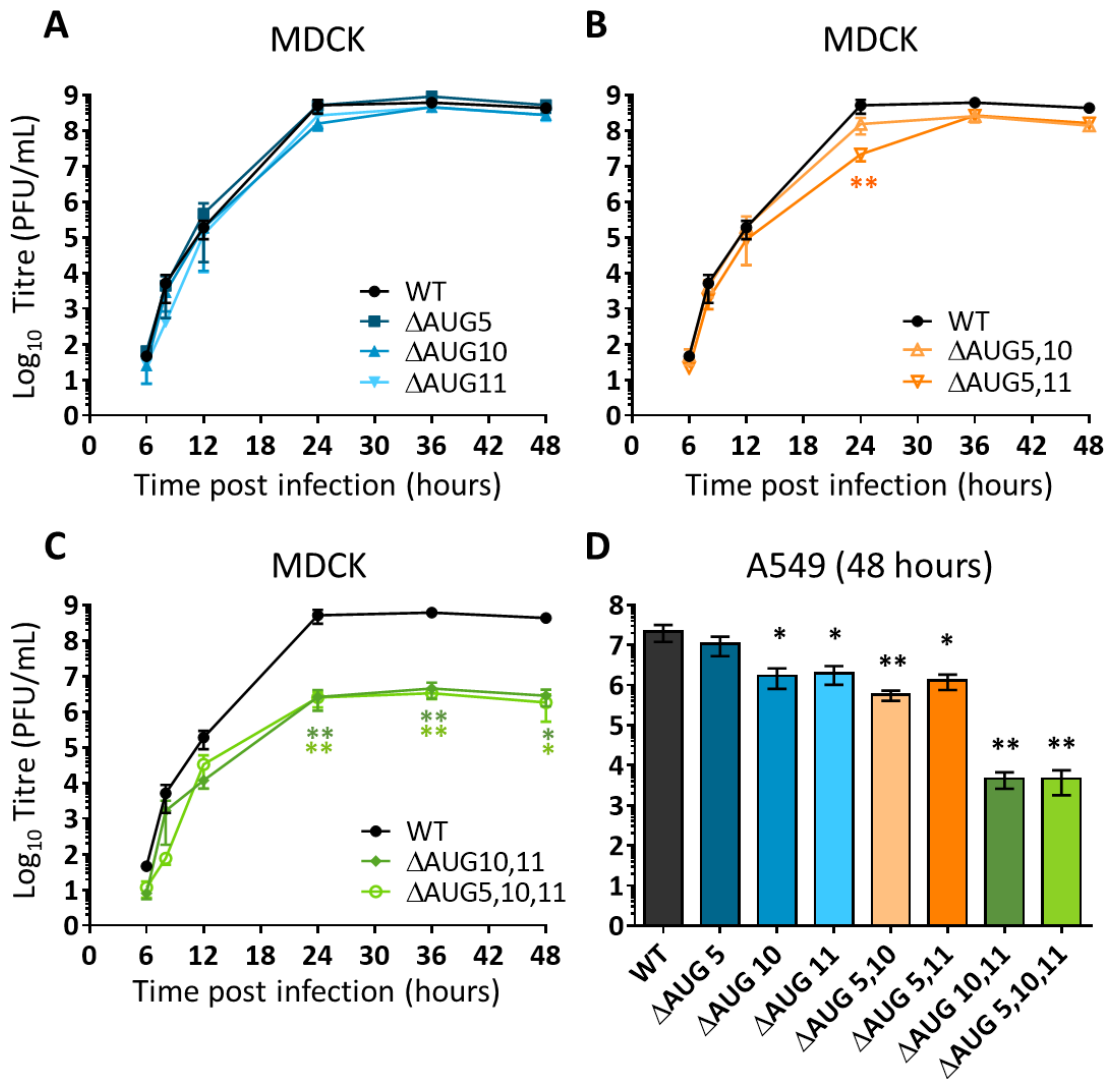 A
MDCK
Log10 Titre (PFU/mL)
9
8
7
6
5
4
3
2
1
0
WT
ΔAUG5
ΔAUG10
ΔAUG11
0 6 12 18 24 30 36 42 48
Time post infection (hours)
B
MDCK
9
8
7
6
5
4
3
2
1
0
**
WT
ΔAUG5,10
ΔAUG5,11
0 6 12 18 24 30 36 42 48
Time post infection (hours)
C
MDCK
Log10 Titre (PFU/mL)
9
8
7
6
5
4
3
2
1
0
** ** *
** ** *
WT
ΔAUG10,11
ΔAUG5,10,11
0 6 12 18 24 30 36 42 48
Time post infection (hours)
D
A549 (48 hours)
8
7
6
5
4
3
2
1
0
* * ** * ** **
WT
ΔAUG 5
ΔAUG 10
ΔAUG 11
ΔAUG 5,10
ΔAUG 5,11
ΔAUG 10,11
ΔAUG 5,10,11